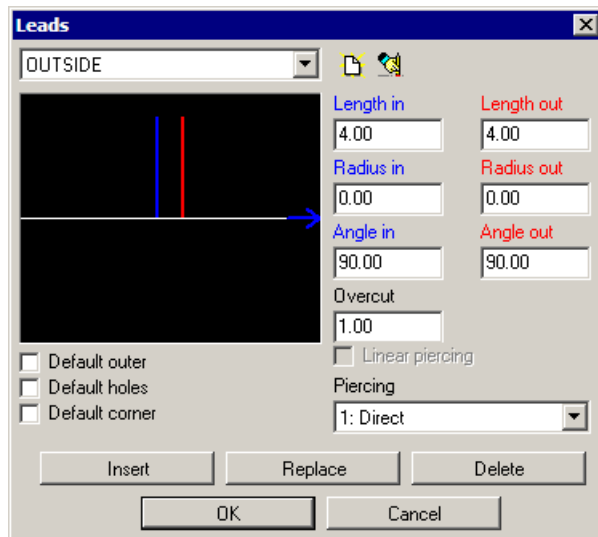 Leads
OUTSIDE
Length in Length out
4.00 4.00
Radius in Radius out
0.00 0.00
Angle in Angle out
90.00 90.00
Overcut
1.00
Linear piercing
Default outer
Default holes
Default corner
Piercing
1: Direct
Insert Replace Delete
OK Cancel